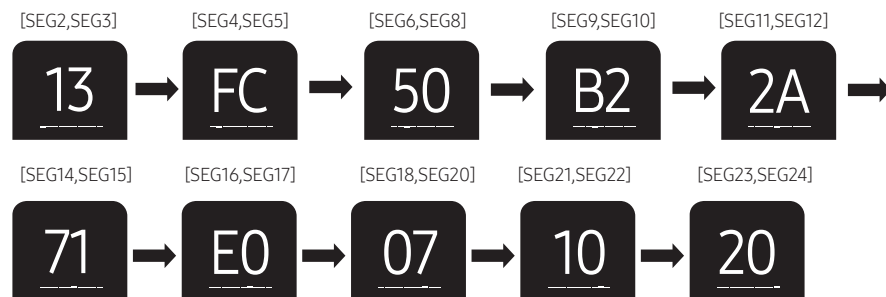 [SEG2,SEG3] [SEG4,SEG5] [SEG6,SEG8] [SEG9,SEG10] [SEG11,SEG12]
13 FC 50 B2 2A
[SEG14,SEG15] [SEG16,SEG17] [SEG18,SEG20] [SEG21,SEG22] [SEG23,SEG24]
71 E0 07 10 20